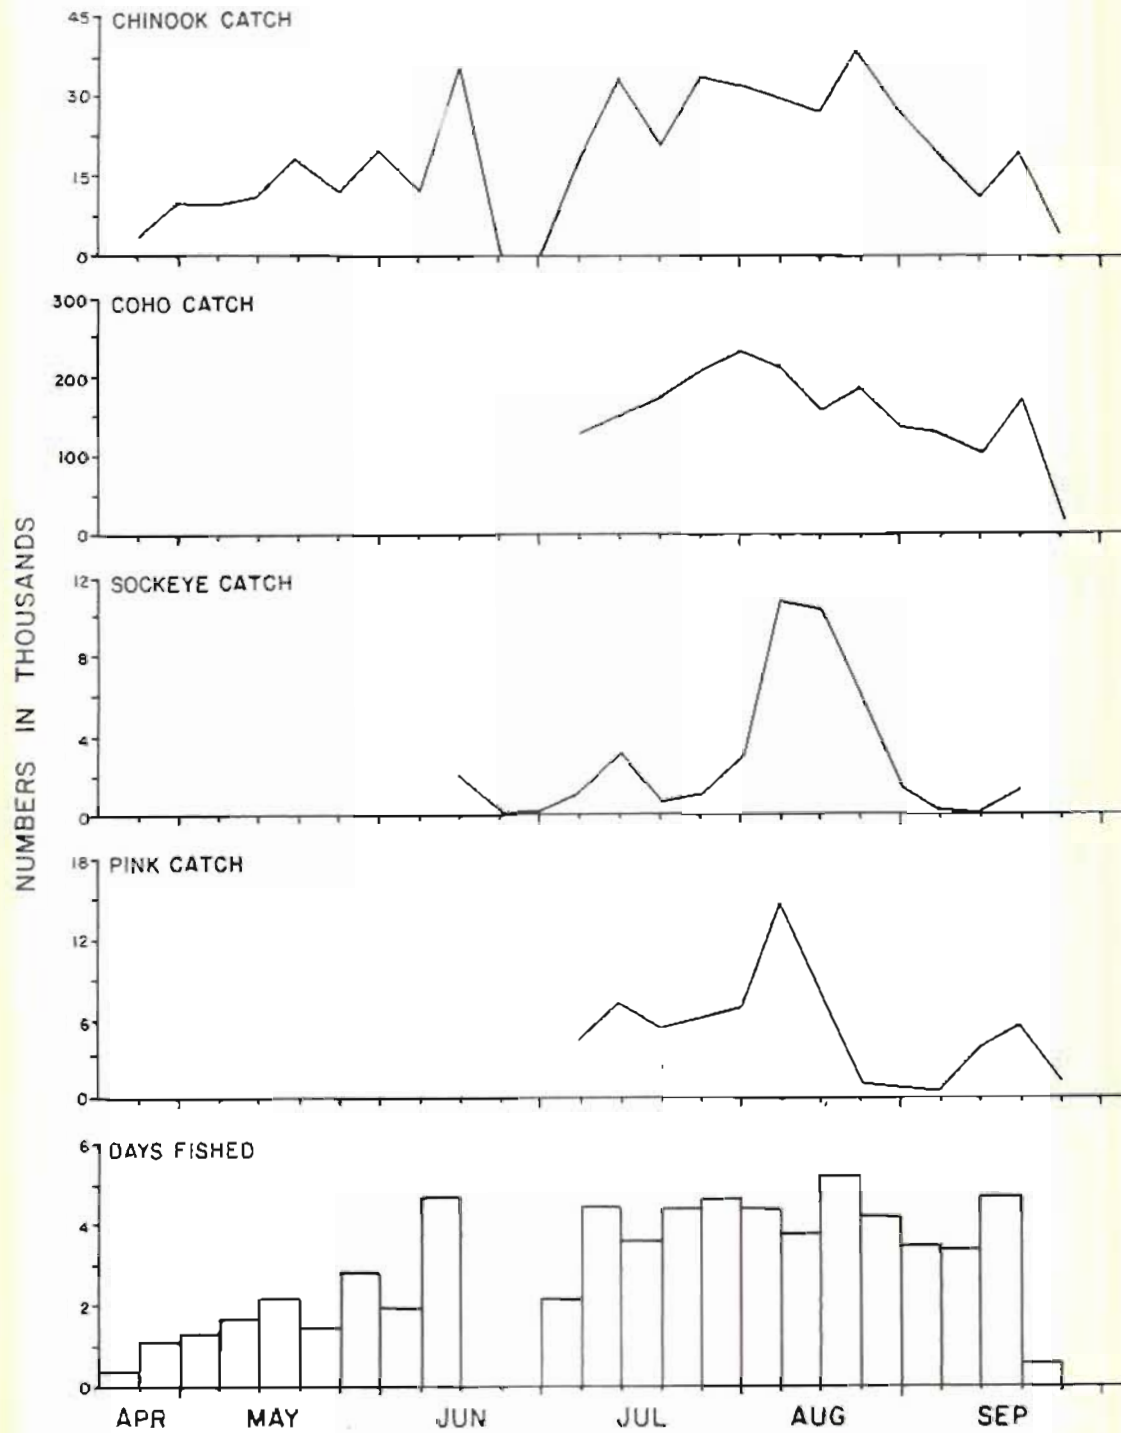 NUMBERS IN THOUSANDS
CHINOOK CATCH
45
30
15
0
COHO CATCH
300
200
100
0
SOCKEYE CATCH
12
8
4
0
PINK CATCH
18
12
6
0
DAYS FISHED
6
4
2
0
APR MAY JUN JUL AUG SEP